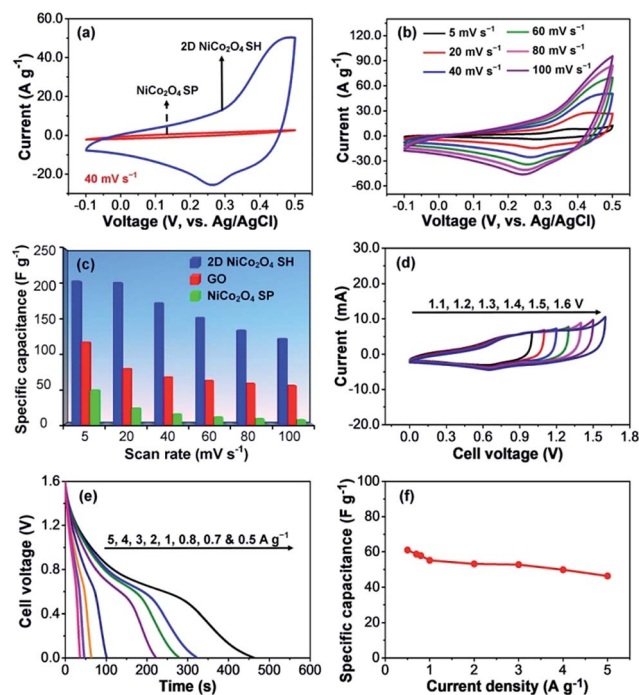 (a)
2D NiCo₂O₄ SH
NiCo₂O₄ SP
40 mV s⁻¹
Current (A g⁻¹)
60.0
40.0
20.0
0.0
-20.0
-0.1 0.0 0.1 0.2 0.3 0.4 0.5
Voltage (V, vs. Ag/AgCl)
(b)
5 mV s⁻¹ 60 mV s⁻¹
20 mV s⁻¹ 80 mV s⁻¹
40 mV s⁻¹ 100 mV s⁻¹
Current (A g⁻¹)
120
90.0
60.0
30.0
0.0
-30.0
-60.0
-0.1 0.0 0.1 0.2 0.3 0.4 0.5
Voltage (V, vs. Ag/AgCl)
(c)
2D NiCo₂O₄ SH
GO
NiCo₂O₄ SP
Specific capacitance (F g⁻¹)
250
200
150
100
50
0
5 20 40 60 80 100
Scan rate (mV s⁻¹)
(d)
1.1, 1.2, 1.3, 1.4, 1.5, 1.6 V
Current (mA)
30.0
20.0
10.0
0.0
-10.0
-20.0
0.0 0.3 0.6 0.9 1.2 1.5 1.8
Cell voltage (V)
(e)
5, 4, 3, 2, 1, 0.8, 0.7 & 0.5 A g⁻¹
Cell voltage (V)
1.6
1.2
0.8
0.4
0.0
0 100 200 300 400 500 600
Time (s)
(f)
Specific capacitance (F g⁻¹)
100
80
60
40
20
0
1 2 3 4 5
Current density (A g⁻¹)